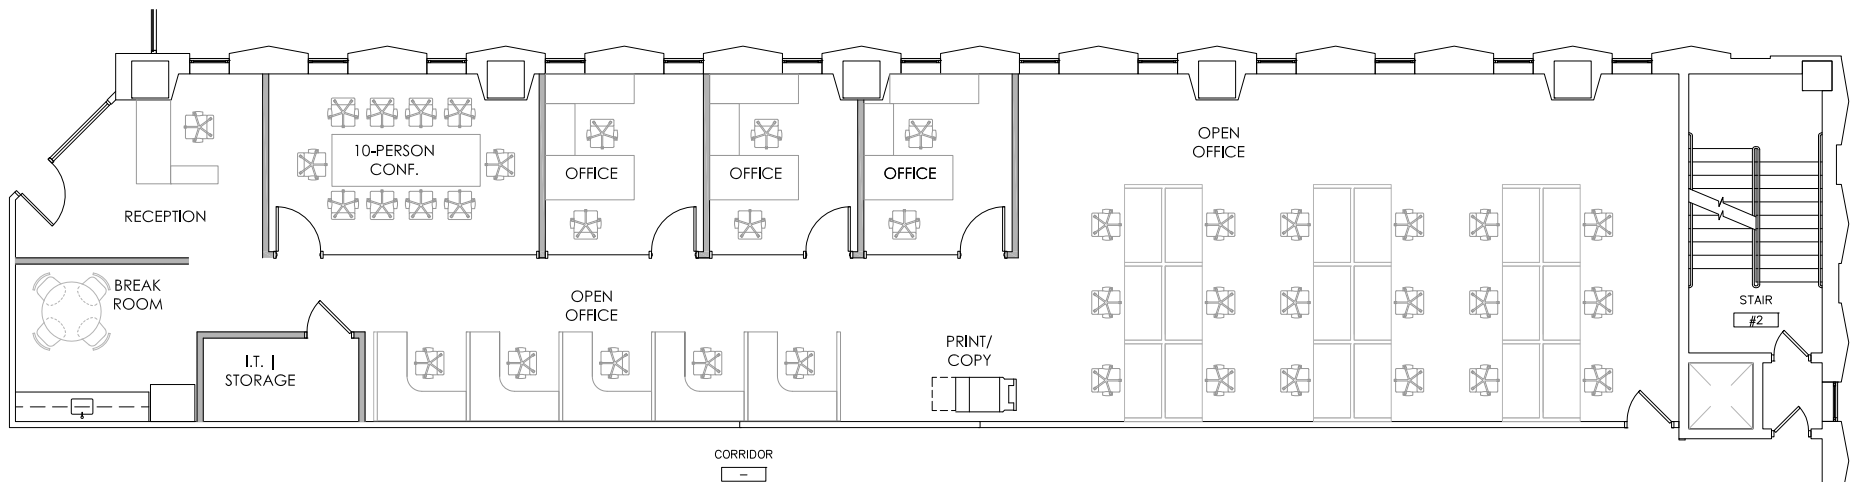 10-PERSON
CONF.
OFFICE
OFFICE
OFFICE
OPEN
OFFICE
RECEPTION
BREAK
ROOM
OPEN
OFFICE
I.T. |
STORAGE
PRINT/
COPY
STAIR
#2
CORRIDOR
–